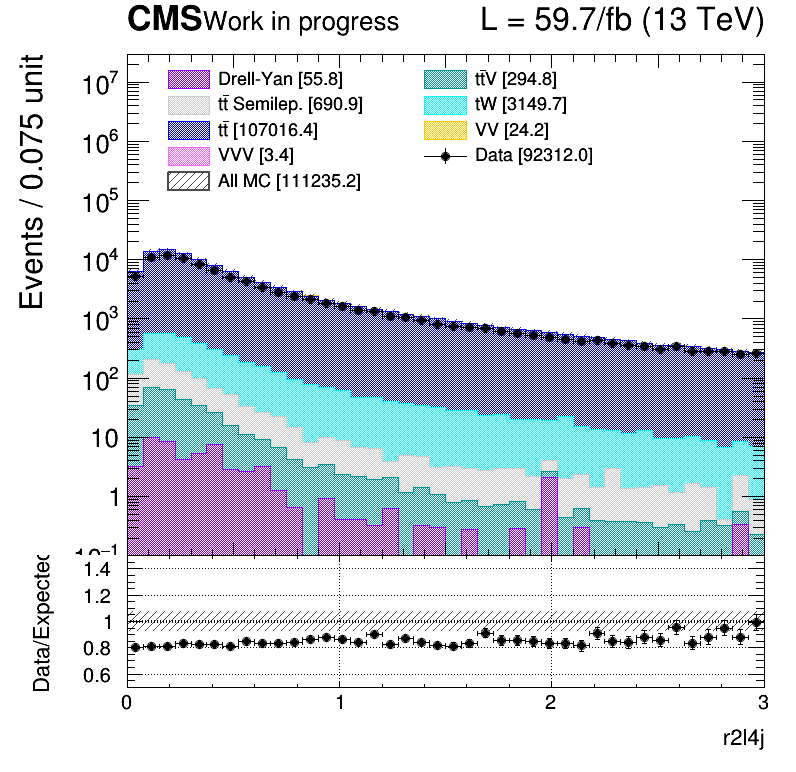 CMS Work in progress L = 59.7/fb (13 TeV)
Events / 0.075 unit
Drell-Yan [55.8] tt̄V [294.8]
tt̄ Semilep. [690.9] tW [3149.7]
tt̄ [107016.4] VV [24.2]
VVV [3.4] Data [92312.0]
All MC [111235.2]
10⁷
10⁶
10⁵
10⁴
10³
10²
10
1
10⁻¹
Data/Expected
1.4
1.2
1
0.8
0.6
0 1 2 3
r2l4j